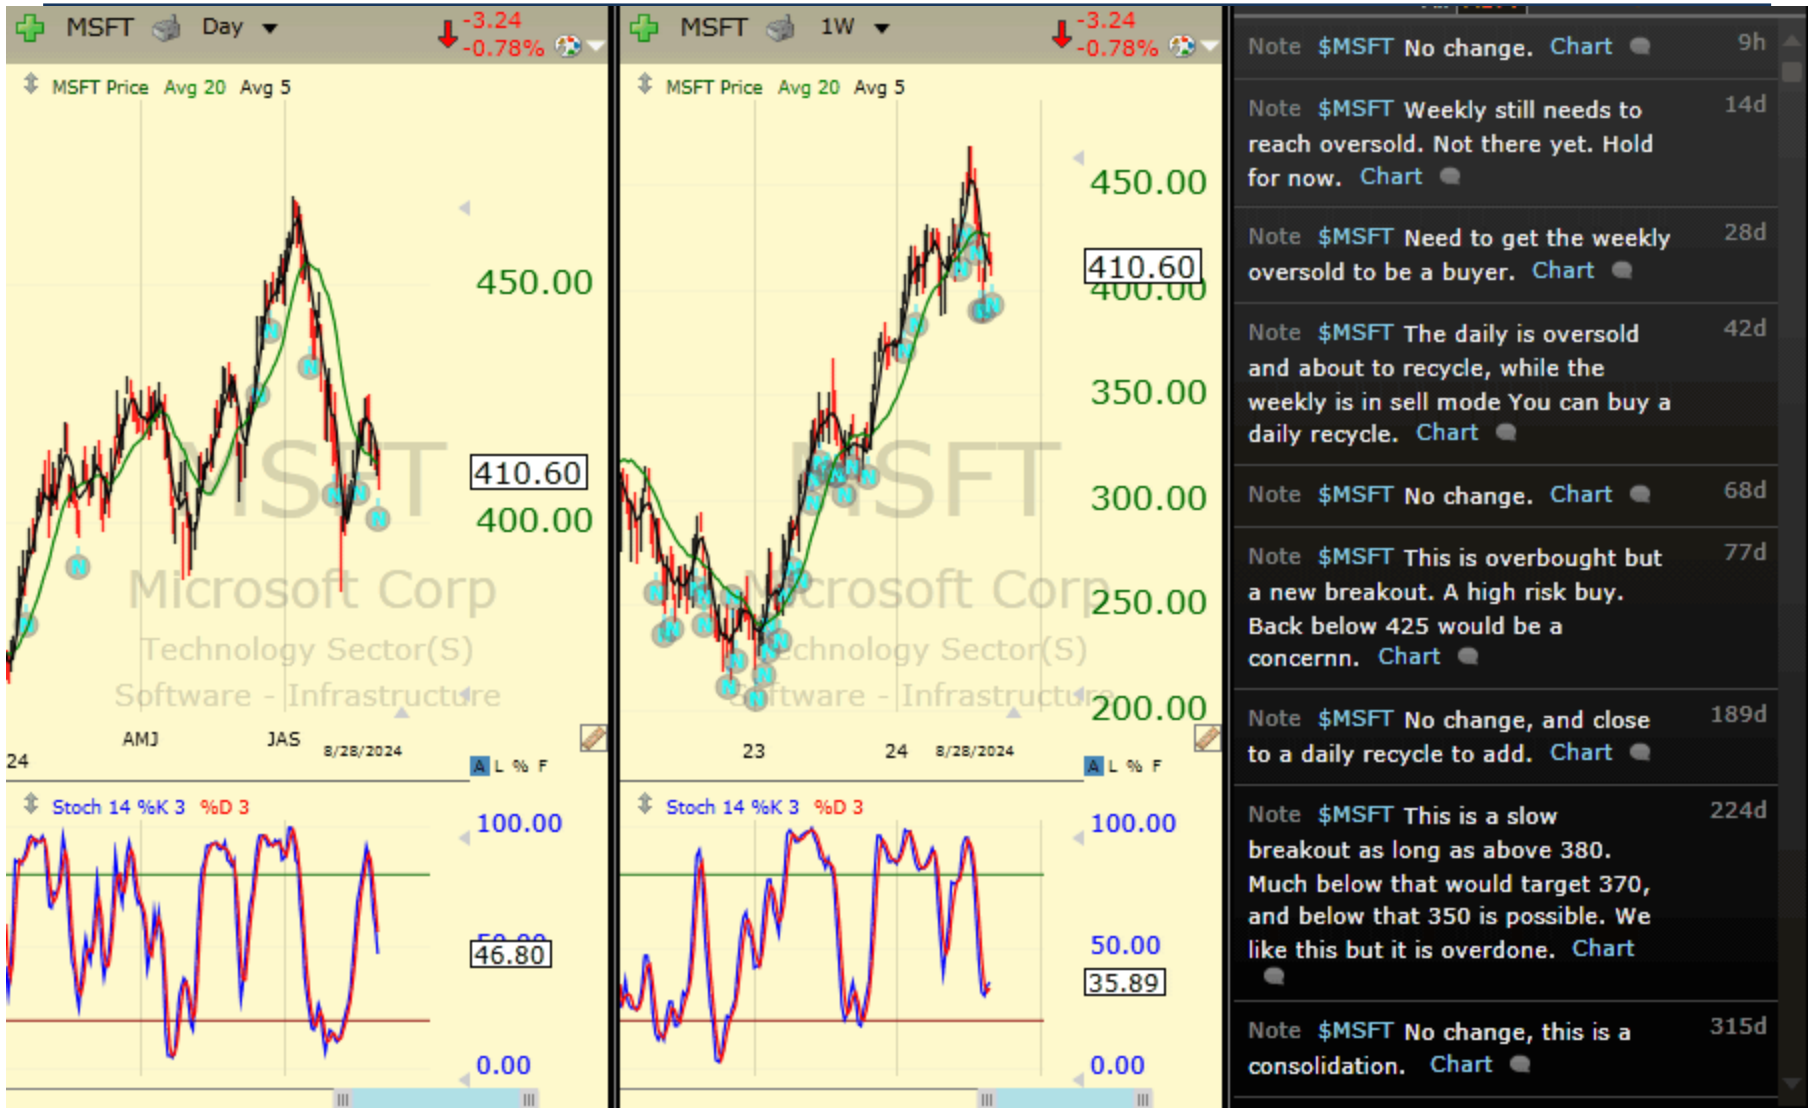 MSFT Day -3.24
-0.78%
MSFT Price Avg 20 Avg 5
450.00
410.60
400.00
MSFT
Microsoft Corp
Technology Sector(S)
Software - Infrastructure
24 AMJ JAS 8/28/2024
A L % F
Stoch 14 %K 3 %D 3
100.00
50.00
46.80
0.00
MSFT 1W -3.24
-0.78%
MSFT Price Avg 20 Avg 5
450.00
410.60
400.00
350.00
300.00
250.00
200.00
MSFT
Microsoft Corp
Technology Sector(S)
Software - Infrastructure
23 24 8/28/2024
A L % F
Stoch 14 %K 3 %D 3
100.00
50.00
35.89
0.00
Note $MSFT No change. Chart 9h
Note $MSFT Weekly still needs to 14d
reach oversold. Not there yet. Hold
for now. Chart
Note $MSFT Need to get the weekly 28d
oversold to be a buyer. Chart
Note $MSFT The daily is oversold 42d
and about to recycle, while the
weekly is in sell mode You can buy a
daily recycle. Chart
Note $MSFT No change. Chart 68d
Note $MSFT This is overbought but 77d
a new breakout. A high risk buy.
Back below 425 would be a
concernn. Chart
Note $MSFT No change, and close 189d
to a daily recycle to add. Chart
Note $MSFT This is a slow 224d
breakout as long as above 380.
Much below that would target 370,
and below that 350 is possible. We
like this but it is overdone. Chart
Note $MSFT No change, this is a 315d
consolidation. Chart